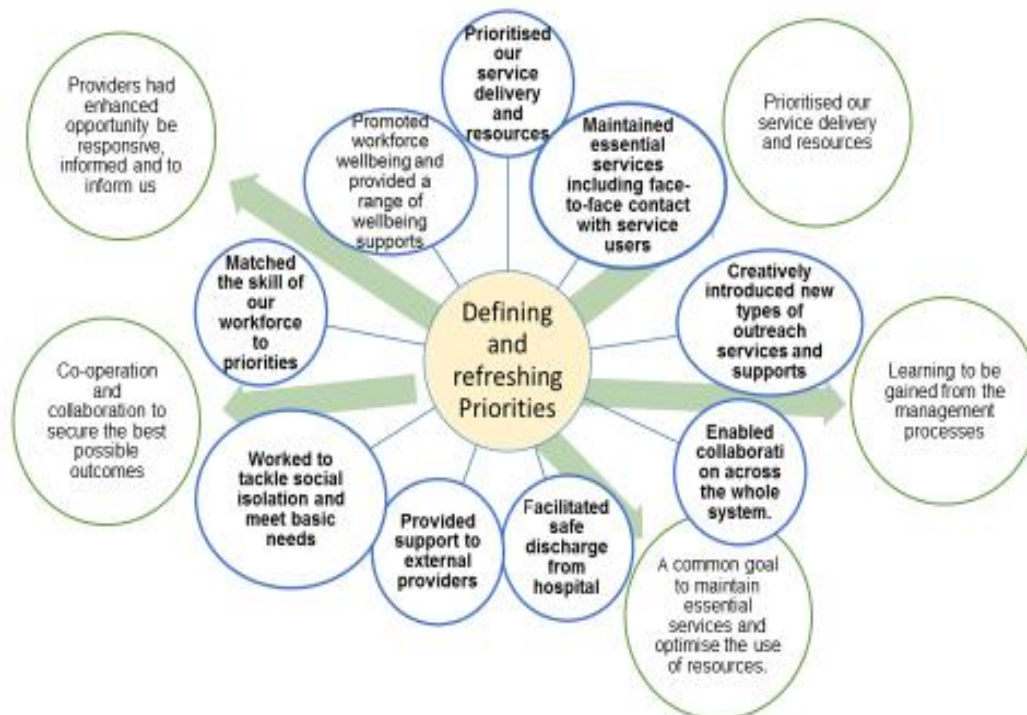 Prioritised
our
service
delivery
and
resources
Providers had
enhanced
opportunity be
responsive,
informed and to
inform us
Promoted
workforce
wellbeing and
provided a
range of
wellbeing
supports
Maintained
essential
services
including face-
to-face contact
with service
users
Prioritised our
service delivery
and resources
Matched
the skill of
our
workforce
to
priorities
Defining
and
refreshing
Priorities
Creatively
introduced new
types of
outreach
services and
supports
Co-operation
and
collaboration to
secure the best
possible
outcomes
Learning to be
gained from the
management
processes
Worked to
tackle social
isolation and
meet basic
needs
Provided
support to
external
providers
Facilitated
safe
discharge
from
hospital
Enabled
collaborati
on across
the whole
system.
A common goal
to maintain
essential
services and
optimise the use
of resources.